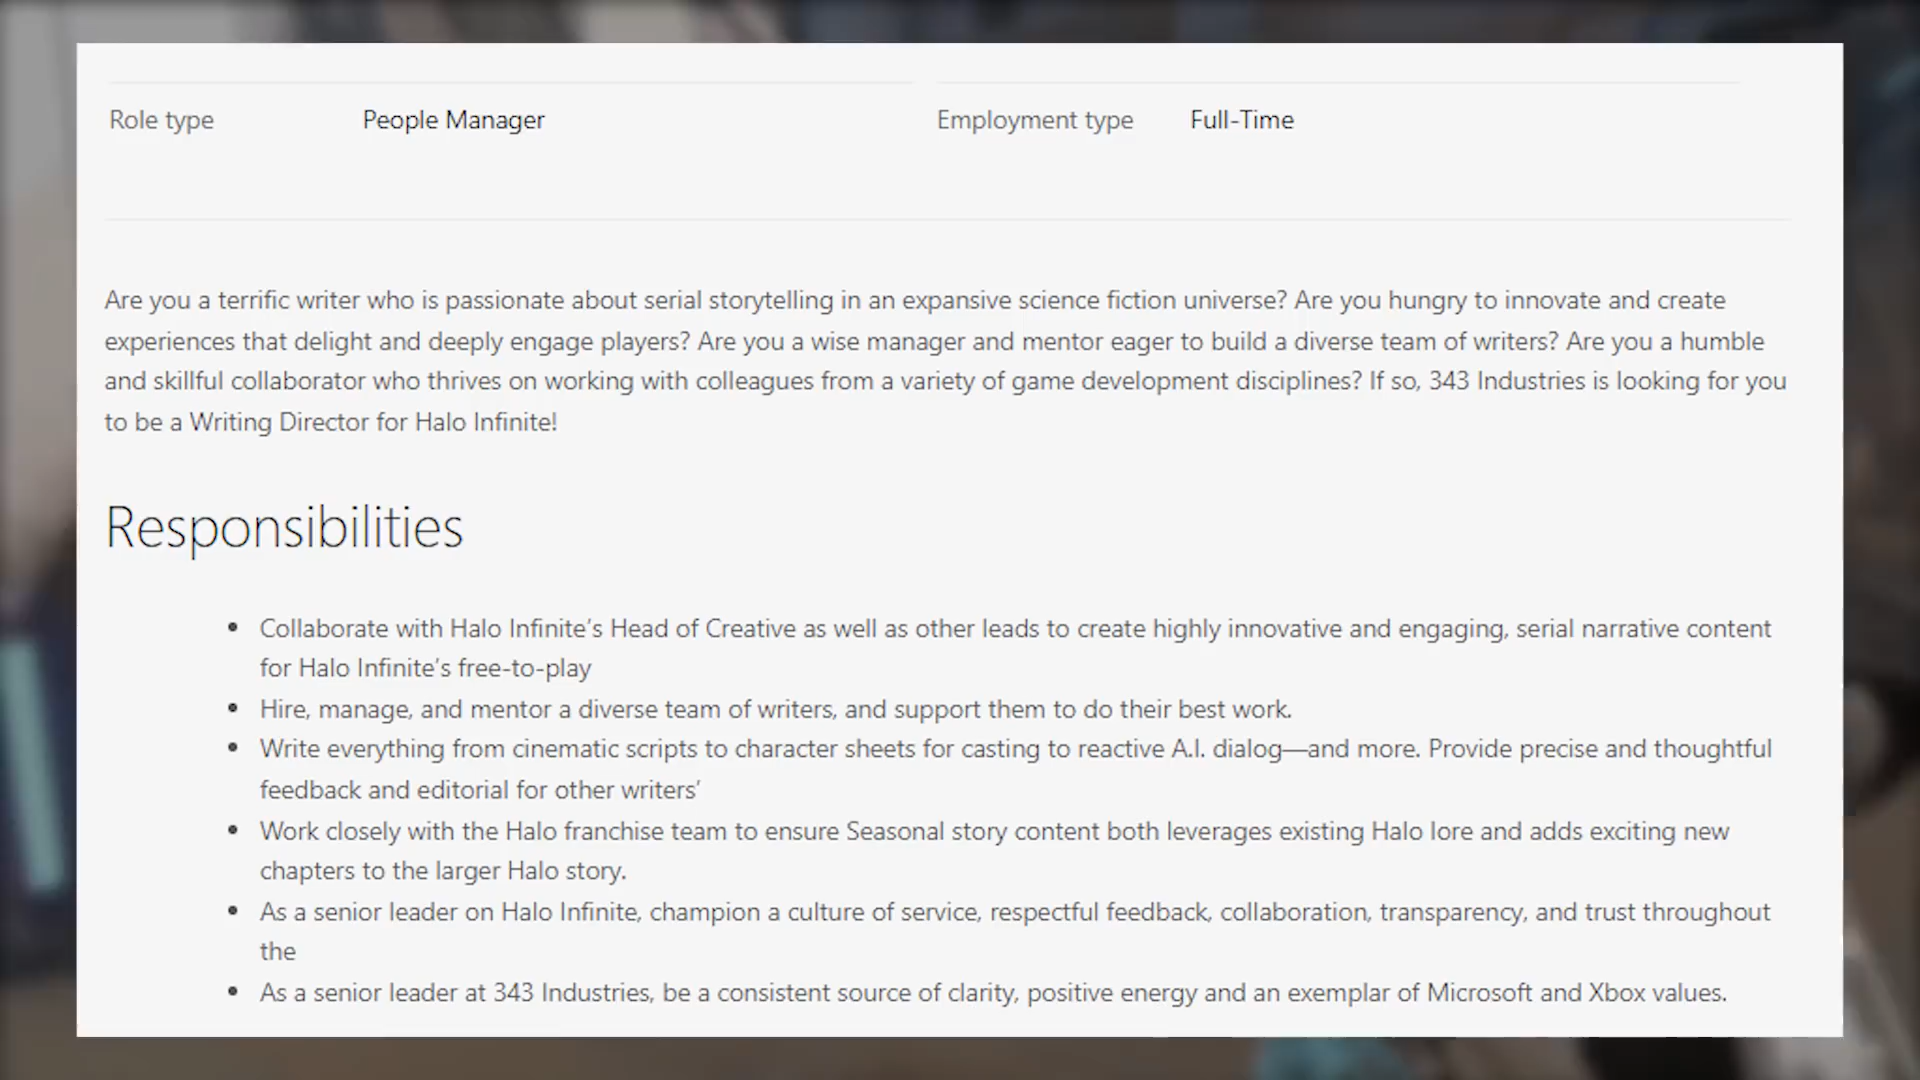 Role type People Manager Employment type Full-Time
Are you a terrific writer who is passionate about serial storytelling in an expansive science fiction universe? Are you hungry to innovate and create
experiences that delight and deeply engage players? Are you a wise manager and mentor eager to build a diverse team of writers? Are you a humble
and skillful collaborator who thrives on working with colleagues from a variety of game development disciplines? If so, 343 Industries is looking for you
to be a Writing Director for Halo Infinite!
Responsibilities
• Collaborate with Halo Infinite’s Head of Creative as well as other leads to create highly innovative and engaging, serial narrative content
for Halo Infinite’s free-to-play
• Hire, manage, and mentor a diverse team of writers, and support them to do their best work.
• Write everything from cinematic scripts to character sheets for casting to reactive A.I. dialog—and more. Provide precise and thoughtful
feedback and editorial for other writers’
• Work closely with the Halo franchise team to ensure Seasonal story content both leverages existing Halo lore and adds exciting new
chapters to the larger Halo story.
• As a senior leader on Halo Infinite, champion a culture of service, respectful feedback, collaboration, transparency, and trust throughout
the
• As a senior leader at 343 Industries, be a consistent source of clarity, positive energy and an exemplar of Microsoft and Xbox values.